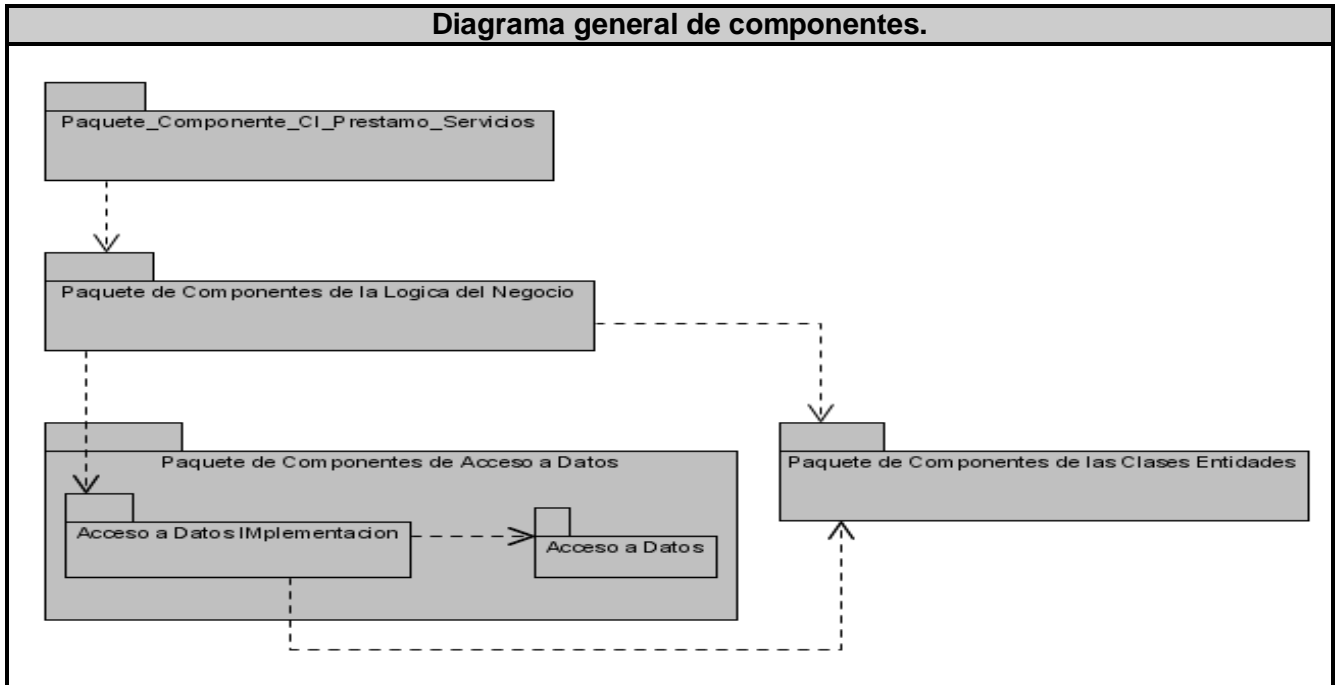 Diagrama general de componentes.
Paquete_Componente_CI_Prestamo_Servicios
Paquete de Componentes de la Logica del Negocio
Paquete de Componentes de Acceso a Datos
Paquete de Componentes de las Clases Entidades
Acceso a Datos IMplementacion
Acceso a Datos